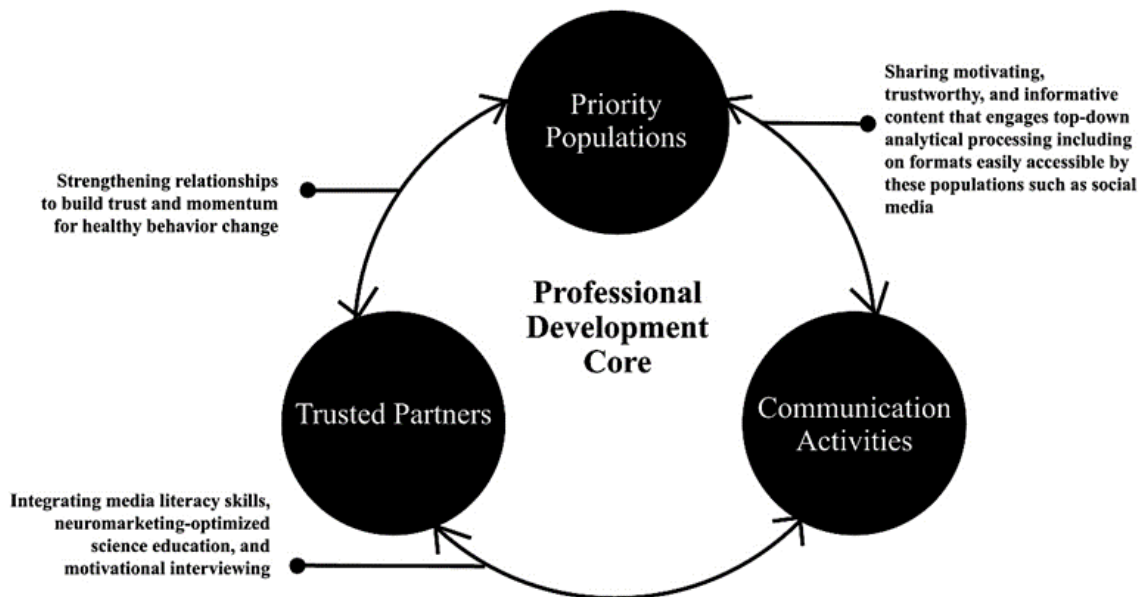 Priority
Populations
Sharing motivating,
trustworthy, and informative
content that engages top-down
analytical processing including
on formats easily accessible by
these populations such as social
media
Strengthening relationships
to build trust and momentum
for healthy behavior change
Professional
Development
Core
Trusted Partners
Communication
Activities
Integrating media literacy skills,
neuromarketing-optimized
science education, and
motivational interviewing